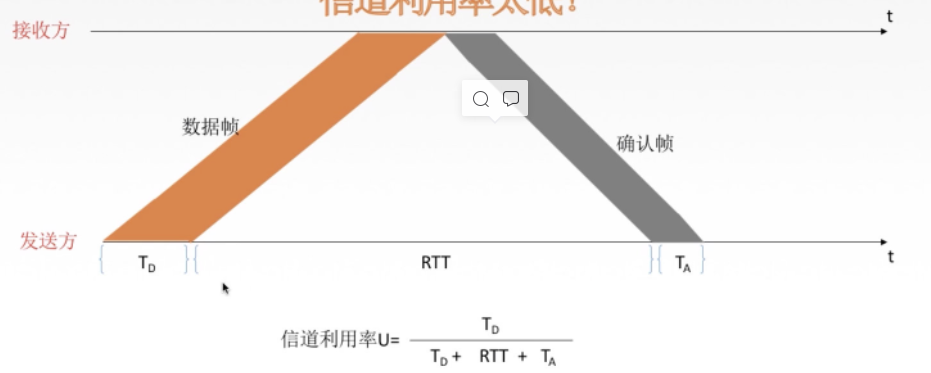 信道利用率太低！
t
接收方
数据帧
确认帧
发送方
T_D
RTT
T_A
t
信道利用率U=
T_D
T_D + RTT + T_A